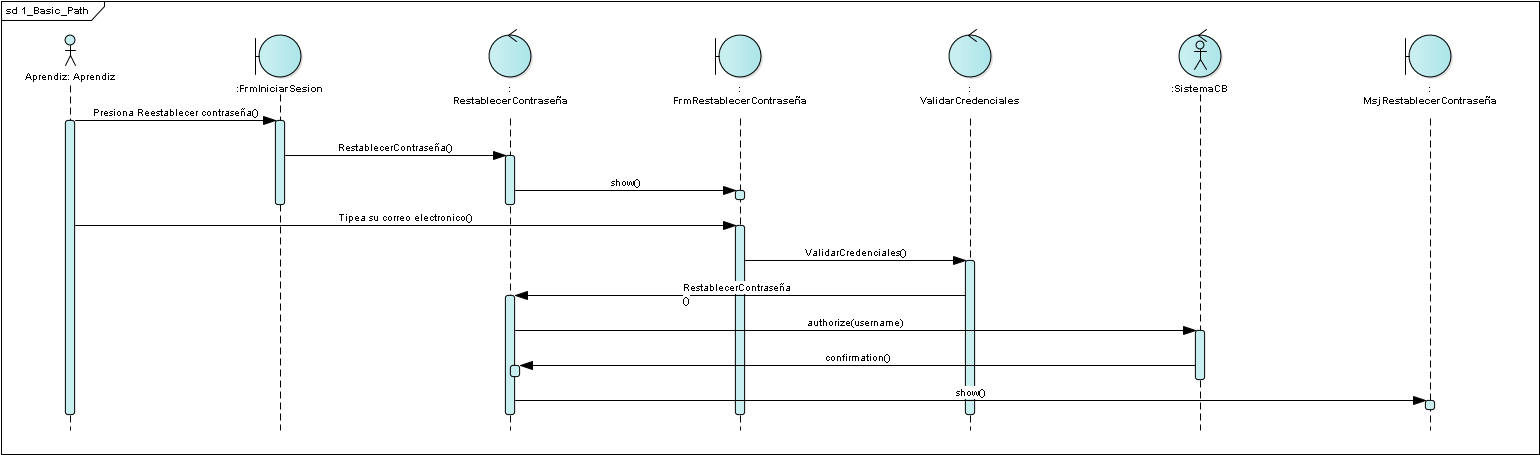 sd 1_Basic_Path
Aprendiz: Aprendiz
:FrmIniciarSesion
:
RestablecerContraseña
:
FrmRestablecerContraseña
:
ValidarCredenciales
:SistemaCB
:
MsjRestablecerContraseña
Presiona Reestablecer contraseña()
RestablecerContraseña()
show()
Tipea su correo electronico()
ValidarCredenciales()
RestablecerContraseña
()
authorize(username)
confirmation()
show()